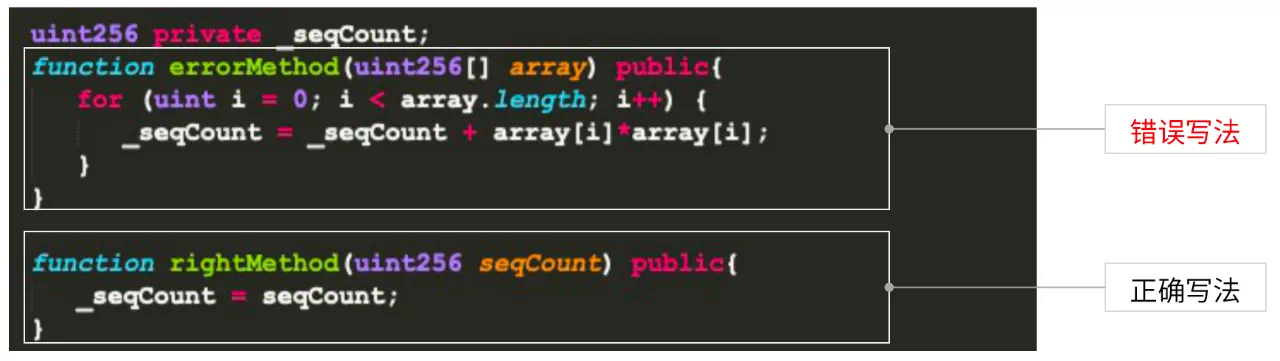 uint256 private _seqCount;
function errorMethod(uint256[] array) public{
for (uint i = 0; i < array.length; i++) {
_seqCount = _seqCount + array[i]*array[i];
}
}
错误写法
function rightMethod(uint256 seqCount) public{
_seqCount = seqCount;
}
正确写法